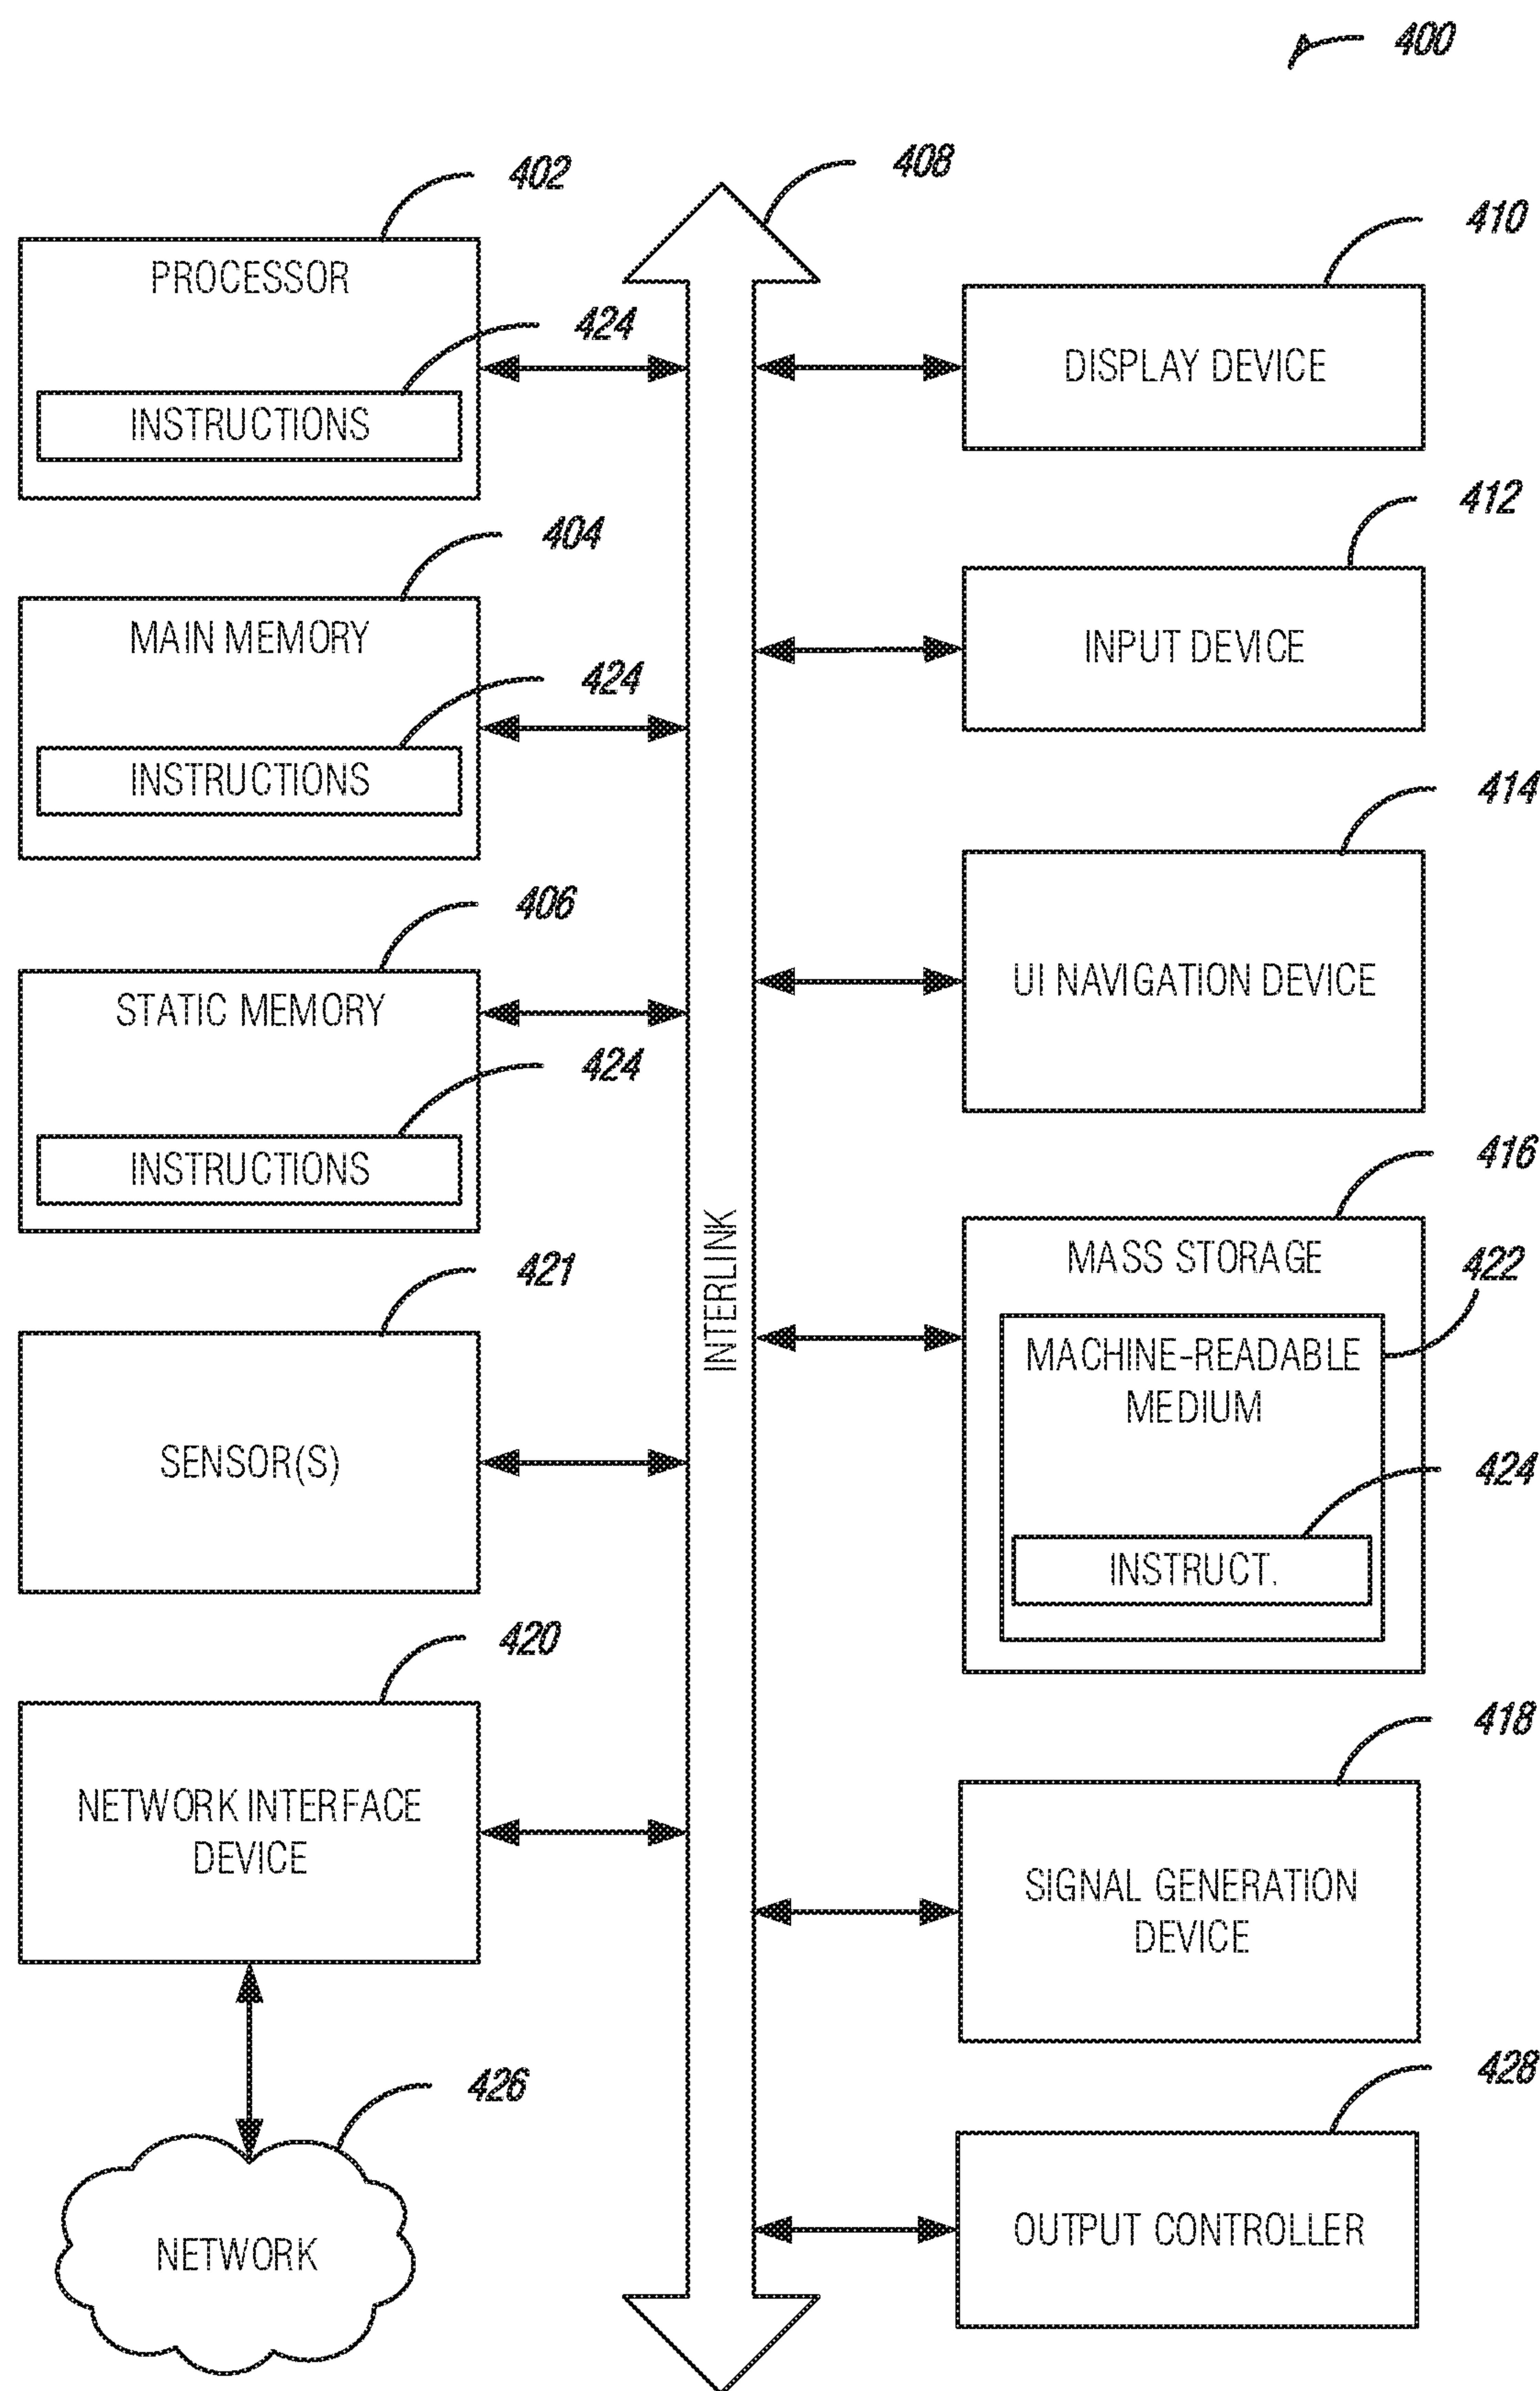 400
402
PROCESSOR
424
INSTRUCTIONS
404
MAIN MEMORY
424
INSTRUCTIONS
406
STATIC MEMORY
424
INSTRUCTIONS
421
SENSOR(S)
420
NETWORK INTERFACE
DEVICE
426
NETWORK
408
INTERLINK
410
DISPLAY DEVICE
412
INPUT DEVICE
414
UI NAVIGATION DEVICE
416
MASS STORAGE
422
MACHINE-READABLE
MEDIUM
424
INSTRUCT.
418
SIGNAL GENERATION
DEVICE
428
OUTPUT CONTROLLER